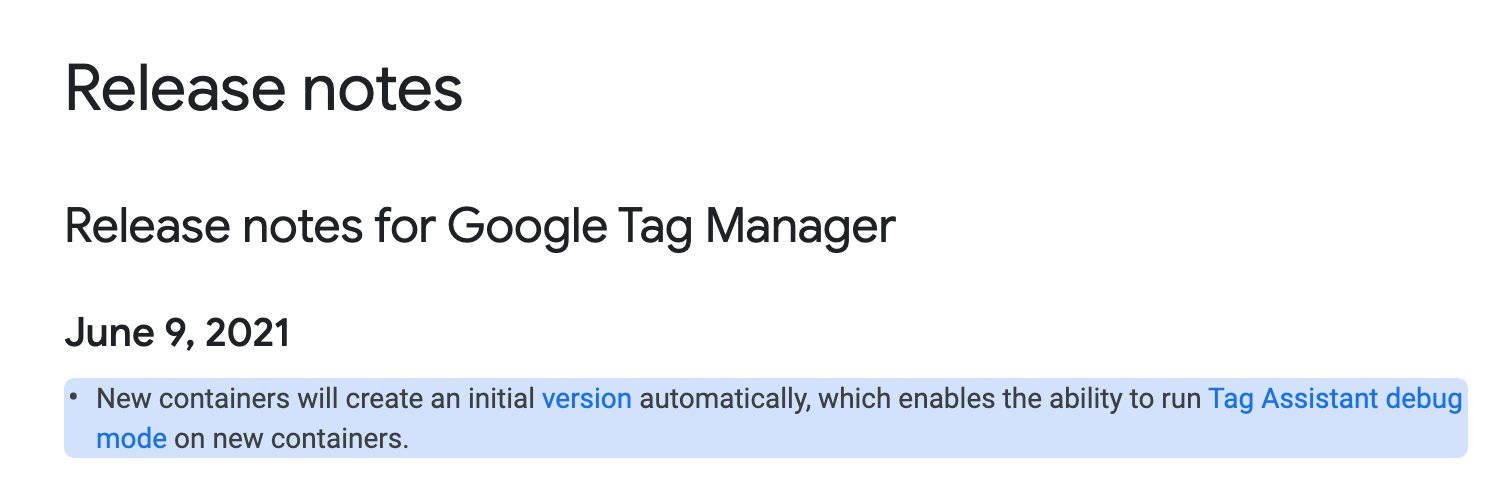 Release notes
Release notes for Google Tag Manager
June 9, 2021
• New containers will create an initial version automatically, which enables the ability to run Tag Assistant debug
mode on new containers.